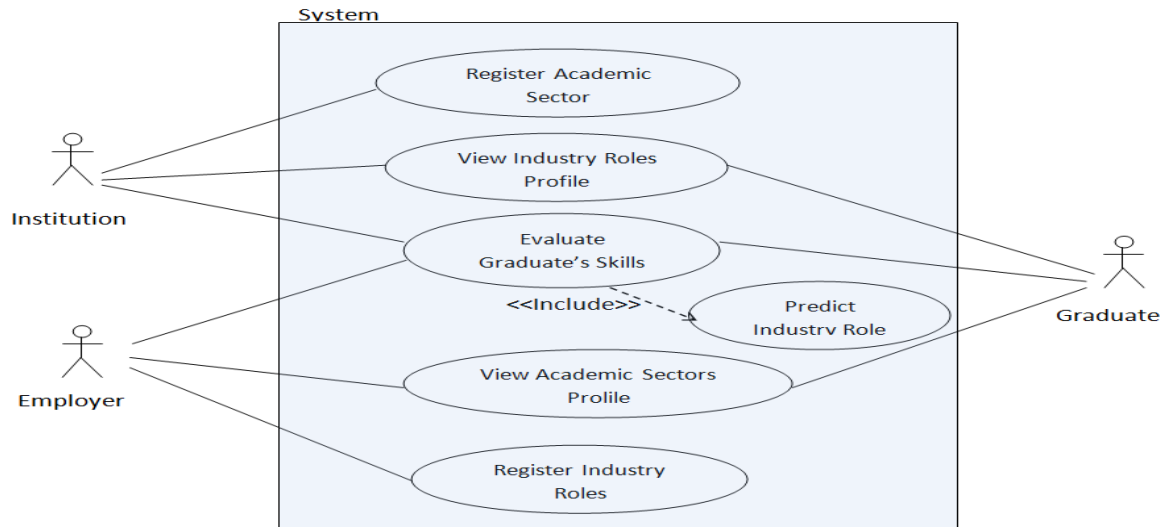 System
Register Academic
Sector
View Industry Roles
Profile
Institution
Evaluate
Graduate's Skills
<<Include>>
Predict
Industry Role
Graduate
Employer
View Academic Sectors
Prolile
Register Industry
Roles